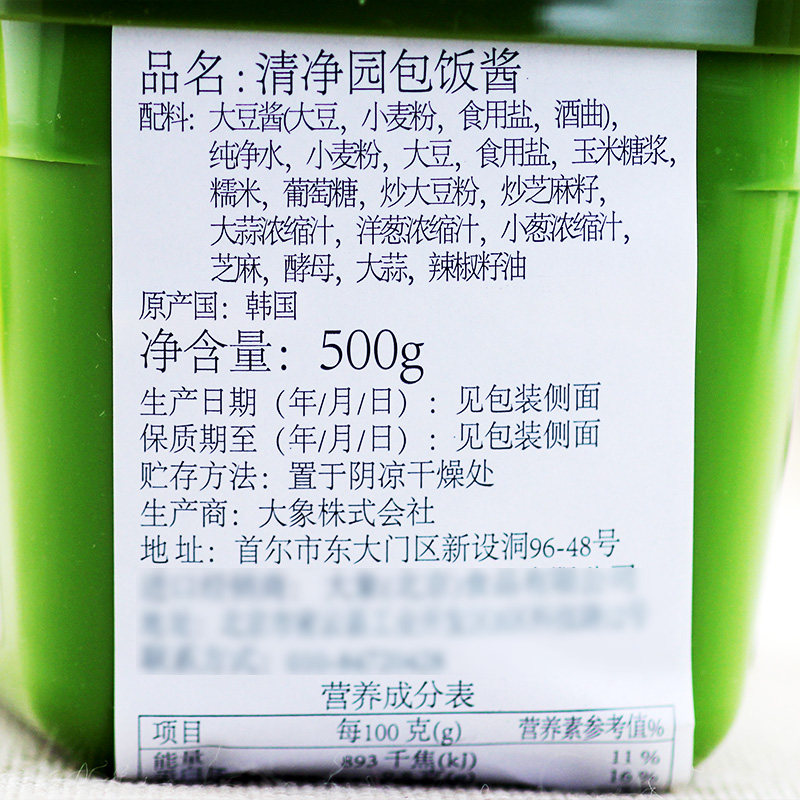 品名:清净园包饭酱
配料: 大豆酱(大豆, 小麦粉, 食用盐, 酒曲),
纯净水, 小麦粉, 大豆, 食用盐, 玉米糖浆,
糯米, 葡萄糖, 炒大豆粉, 炒芝麻籽,
大蒜浓缩汁, 洋葱浓缩汁, 小葱浓缩汁,
芝麻, 酵母, 大蒜, 辣椒籽油
原产国: 韩国
净含量: 500g
生产日期 (年/月/日) : 见包装侧面
保质期至 (年/月/日) : 见包装侧面
贮存方法: 置于阴凉干燥处
生产商: 大象株式会社
地址: 首尔市东大门区新设洞96-48号
营养成分表
项目 每100克(g) 营养素参考值%
能量 893 千焦(kJ) 11 %